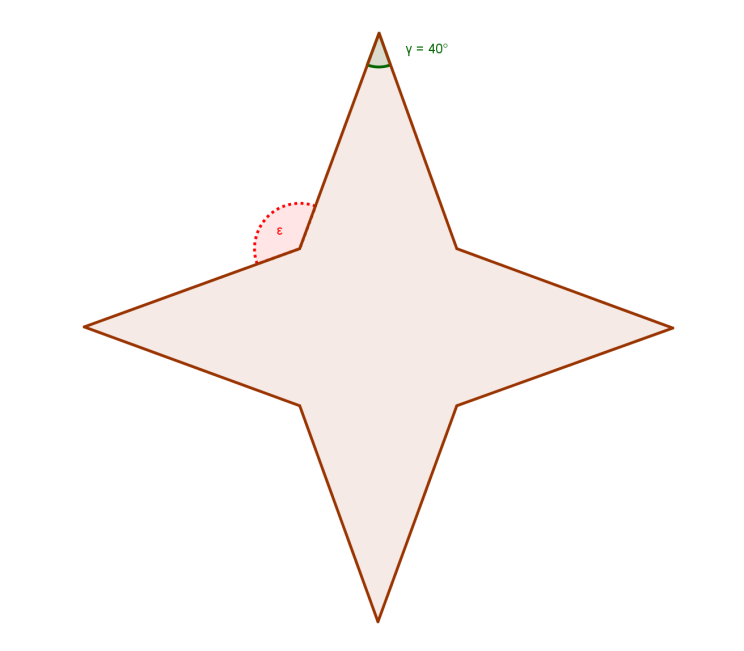 γ = 40°
ε